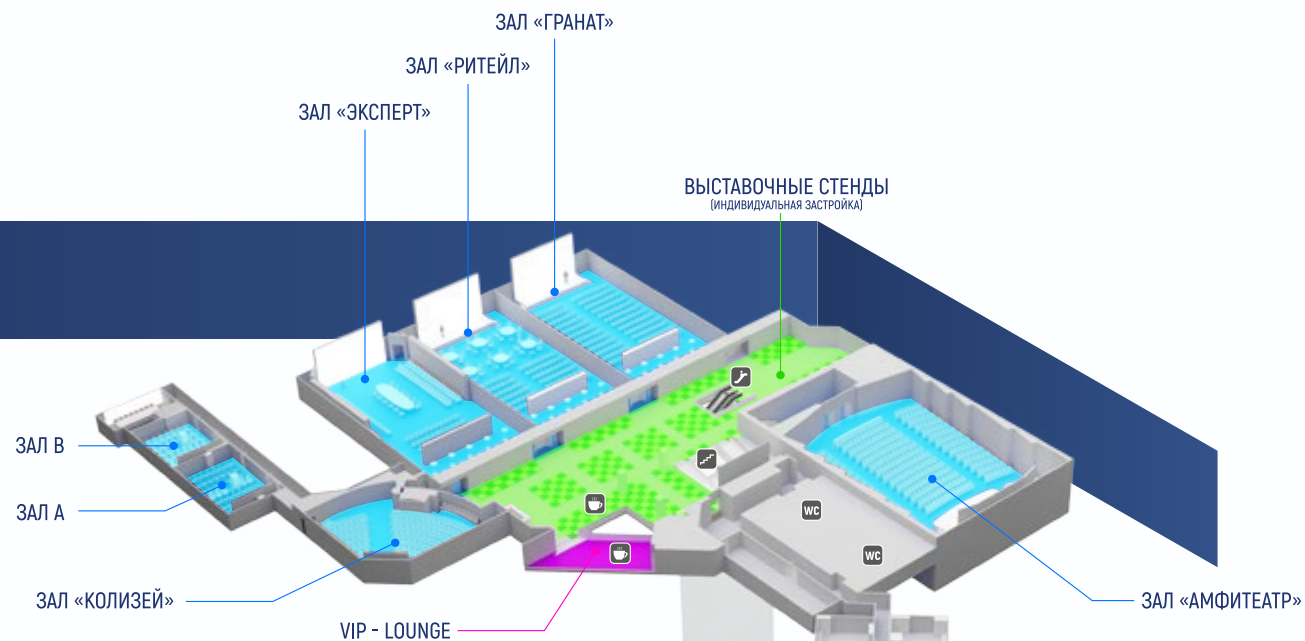 ЗАЛ «ГРАНАТ»
ЗАЛ «РИТЕЙЛ»
ЗАЛ «ЭКСПЕРТ»
ВЫСТАВОЧНЫЕ СТЕНДЫ
(ИНДИВИДУАЛЬНАЯ ЗАСТРОЙКА)
ЗАЛ B
ЗАЛ A
WC
WC
ЗАЛ «КОЛИЗЕЙ»
ЗАЛ «АМФИТЕАТР»
VIP - LOUNGE